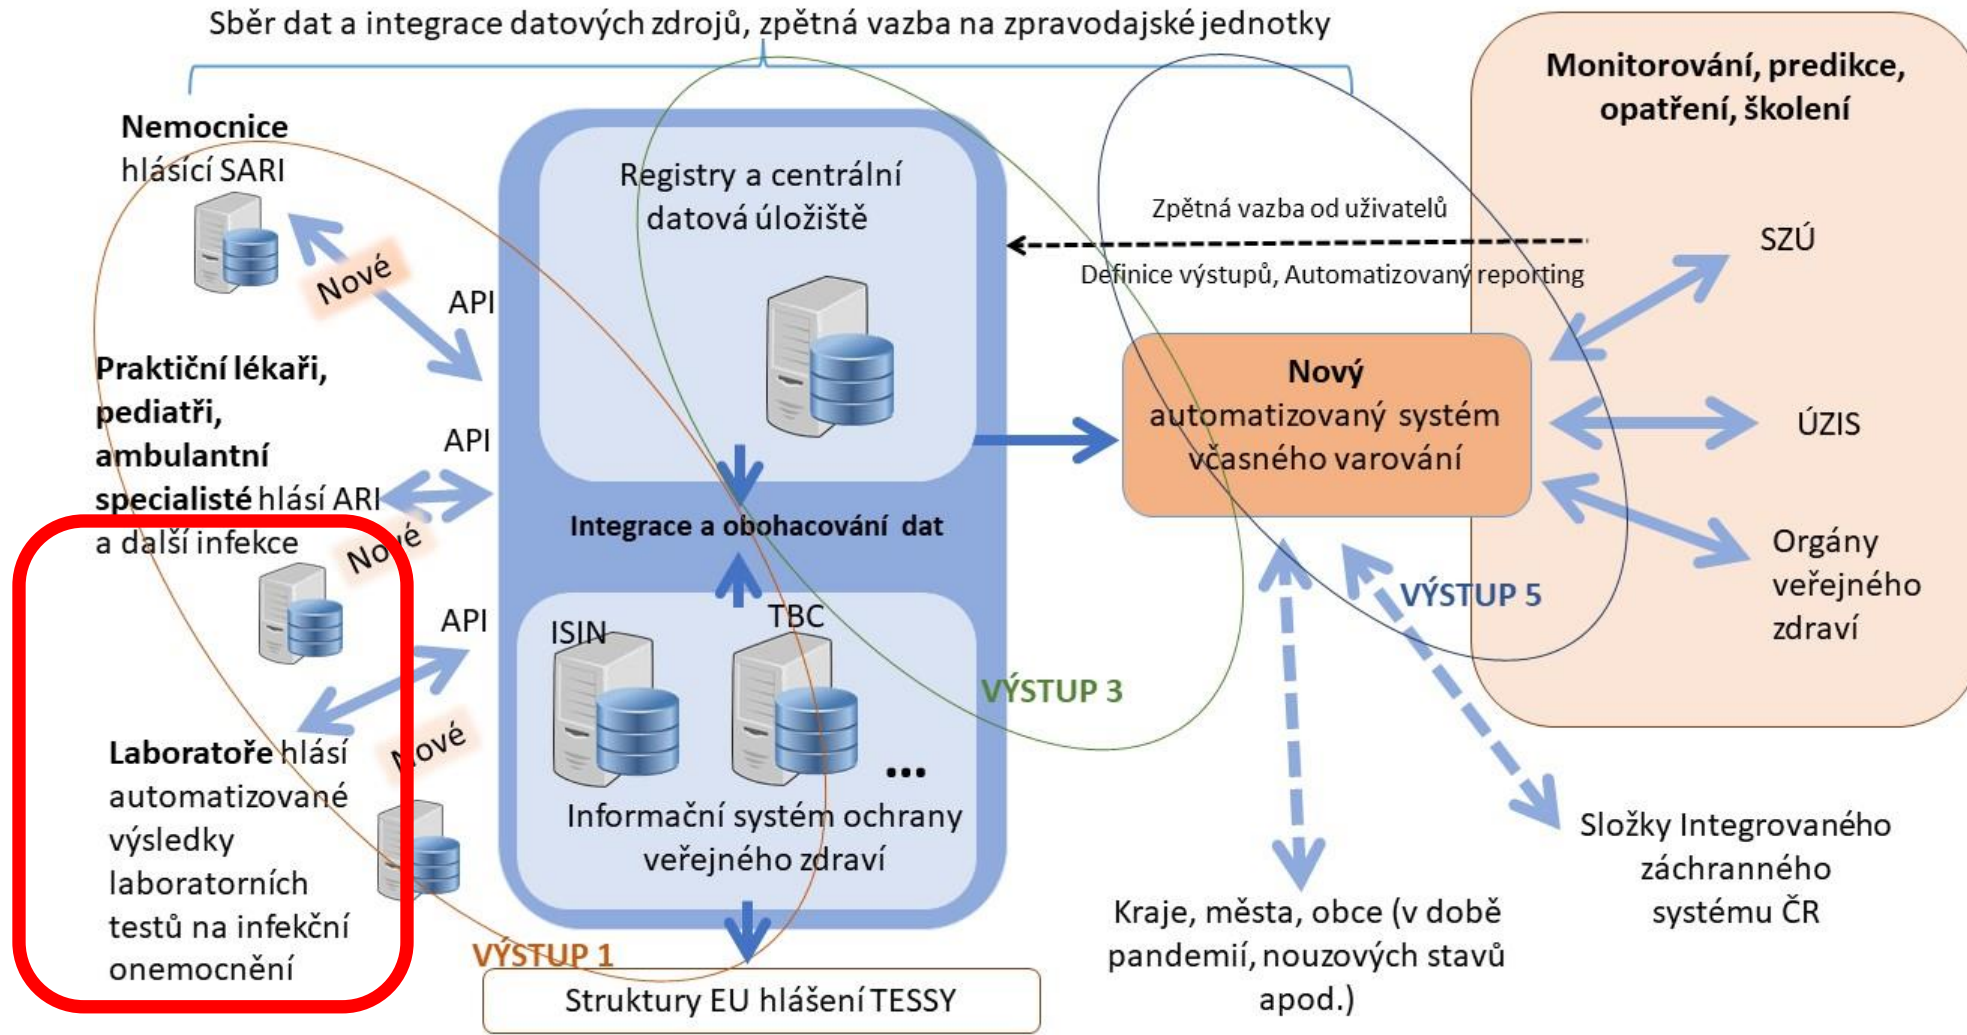 Sběr dat a integrace datových zdrojů, zpětná vazba na zpravodajské jednotky
Nemocnice
hlásící SARI
Nové
API
Praktiční lékaři,
pediatři,
ambulantní
specialisté hlásí ARI
a další infekce
API
Nové
API
Laboratoře hlásí
automatizované
výsledky
laboratorních
testů na infekční
onemocnění
Nové
VÝSTUP 1
Registry a centrální
datová úložiště
Integrace a obohacování dat
ISIN
TBC
...
Informační systém ochrany
veřejného zdraví
Struktury EU hlášení TESSY
VÝSTUP 3
Zpětná vazba od uživatelů
Definice výstupů, Automatizovaný reporting
Nový
automatizovaný systém
včasného varování
VÝSTUP 5
Kraje, města, obce (v době
pandemií, nouzových stavů
apod.)
Složky Integrovaného
záchranného
systému ČR
Monitorování, predikce,
opatření, školení
SZÚ
ÚZIS
Orgány
veřejného
zdraví